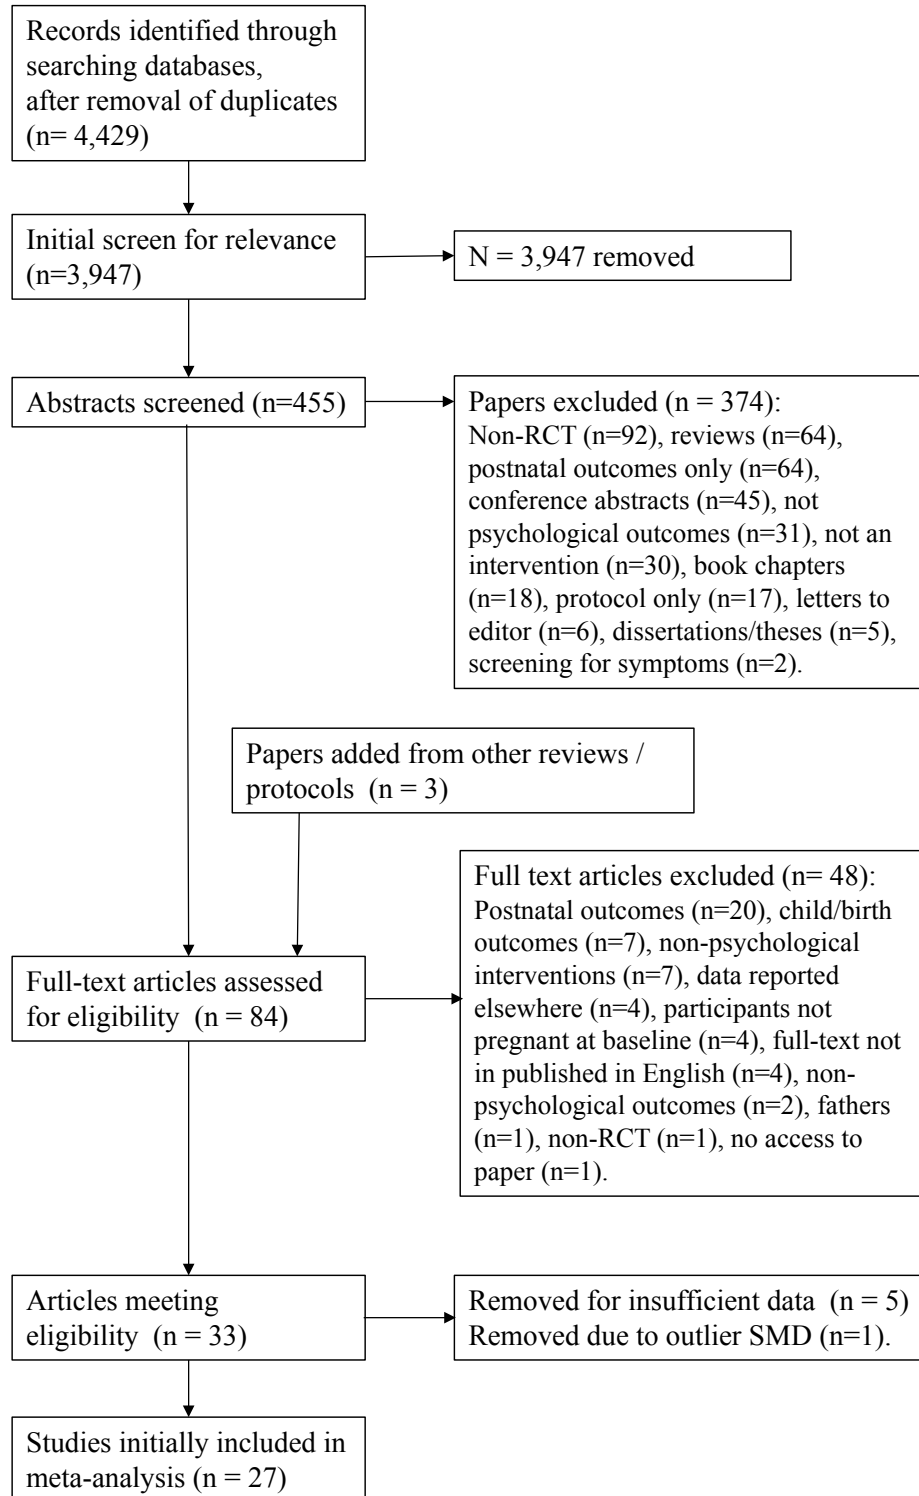 Records identified through
searching databases,
after removal of duplicates
(n= 4,429)
Initial screen for relevance
(n=3,947)
N = 3,947 removed
Abstracts screened (n=455)
Papers excluded (n = 374):
Non-RCT (n=92), reviews (n=64),
postnatal outcomes only (n=64),
conference abstracts (n=45), not
psychological outcomes (n=31), not an
intervention (n=30), book chapters
(n=18), protocol only (n=17), letters to
editor (n=6), dissertations/theses (n=5),
screening for symptoms (n=2).
Papers added from other reviews /
protocols (n = 3)
Full-text articles assessed
for eligibility (n = 84)
Full text articles excluded (n= 48):
Postnatal outcomes (n=20), child/birth
outcomes (n=7), non-psychological
interventions (n=7), data reported
elsewhere (n=4), participants not
pregnant at baseline (n=4), full-text not
in published in English (n=4), non-
psychological outcomes (n=2), fathers
(n=1), non-RCT (n=1), no access to
paper (n=1).
Articles meeting
eligibility (n = 33)
Removed for insufficient data (n = 5)
Removed due to outlier SMD (n=1).
Studies initially included in
meta-analysis (n = 27)